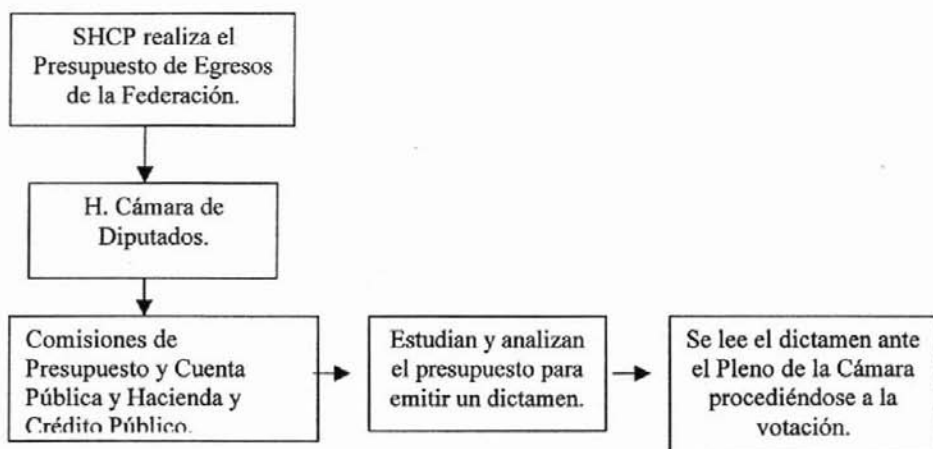 SHCP realiza el
Presupuesto de Egresos
de la Federación.
H. Cámara de
Diputados.
Comisiones de
Presupuesto y Cuenta
Pública y Hacienda y
Crédito Público.
Estudian y analizan
el presupuesto para
emitir un dictamen.
Se lee el dictamen ante
el Pleno de la Cámara
procediéndose a la
votación.